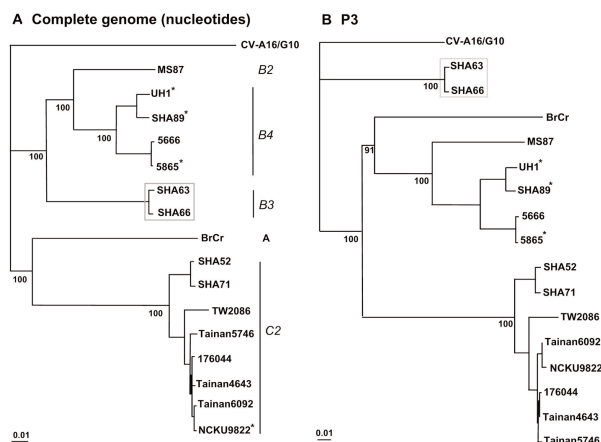 A Complete genome (nucleotides)
CV-A16/G10
MS87
B2
100
UH1*
SHA89*
B4
100
5666
100
5865*
SHA63
B3
SHA66
BrCr
A
100
SHA52
SHA71
100
TW2086
C2
Tainan5746
176044
Tainan4643
Tainan6092
NCKU9822*
0.01
B P3
CV-A16/G10
SHA63
100
SHA66
BrCr
91
MS87
UH1*
100
SHA89*
5666
100
5865*
SHA52
SHA71
100
TW2086
Tainan6092
NCKU9822
176044
Tainan4643
Tainan5746
0.01